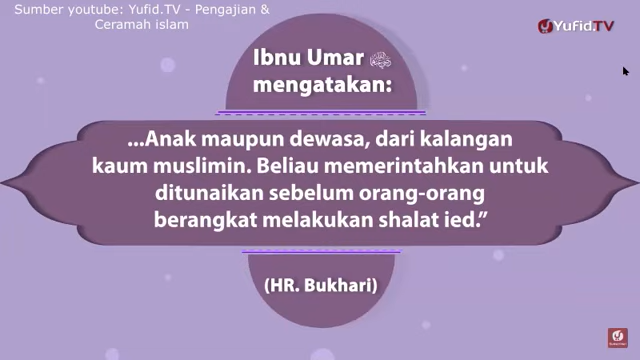 Sumber youtube: Yufid.TV - Pengajian &
Ceramah islam
Yufid.TV
Ibnu Umar
mengatakan:
...Anak maupun dewasa, dari kalangan
kaum muslimin. Beliau memerintahkan untuk
ditunaikan sebelum orang-orang
berangkat melakukan shalat ied.”
(HR. Bukhari)